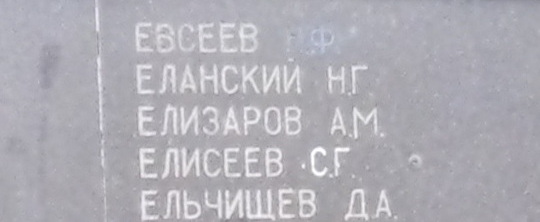 ЕВСЕЕВ
ЕЛАНСКИЙ Н.Г.
ЕЛИЗАРОВ А.М.
ЕЛИСЕЕВ С.Г.
ЕЛЬЧИЩЕВ Д.А.